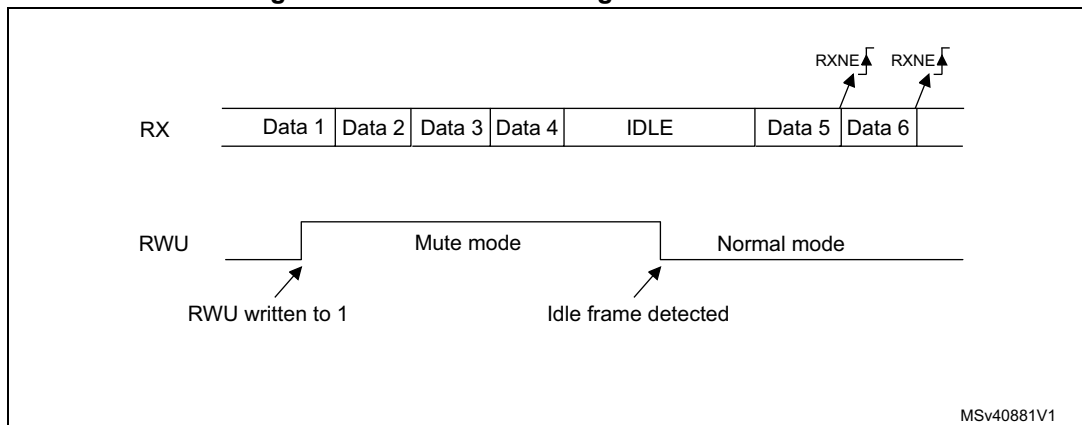 RXNE RXNE
RX Data 1 Data 2 Data 3 Data 4 IDLE Data 5 Data 6
RWU Mute mode Normal mode
RWU written to 1 Idle frame detected
MSv40881V1